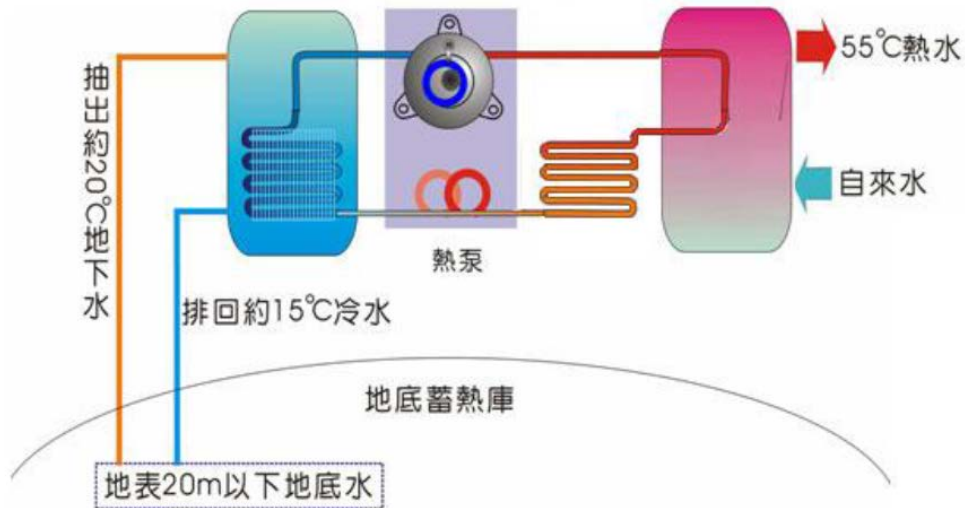 55℃熱水
抽出約20℃地下水
自來水
熱泵
排回約15℃冷水
地底蓄熱庫
地表20m以下地底水